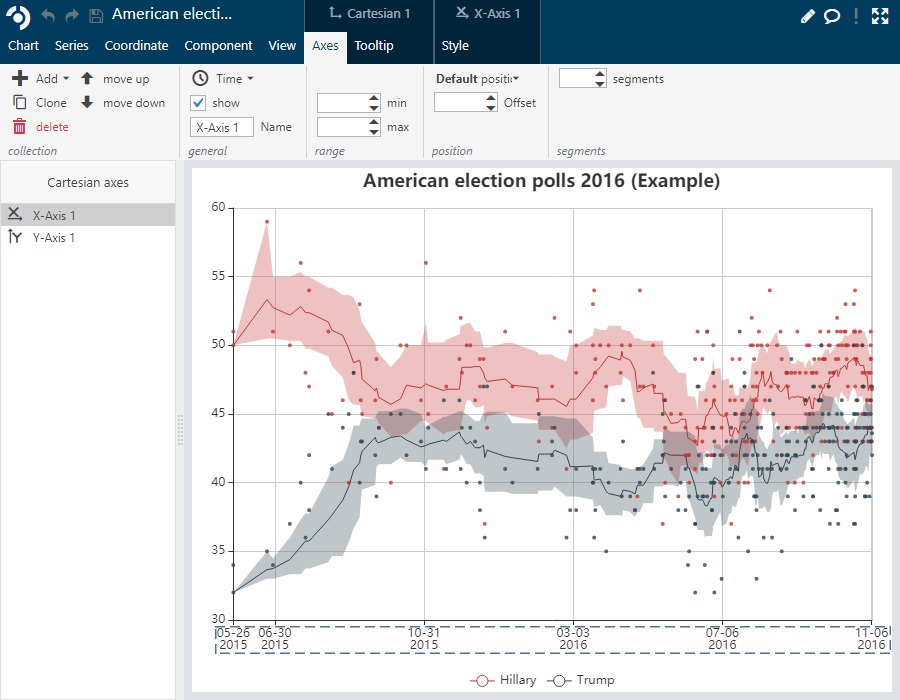 American electi...
Cartesian 1
X-Axis 1
Chart Series Coordinate Component View Axes Tooltip Style
Add move up Time Default positic segments
Clone move down show min Offset
delete X-Axis 1 Name max
collection general range position segments
Cartesian axes
X-Axis 1
Y-Axis 1
American election polls 2016 (Example)
60
55
50
45
40
35
30
05-26 06-30 10-31 03-03 07-06 11-06
2015 2015 2015 2016 2016 2016
Hillary Trump